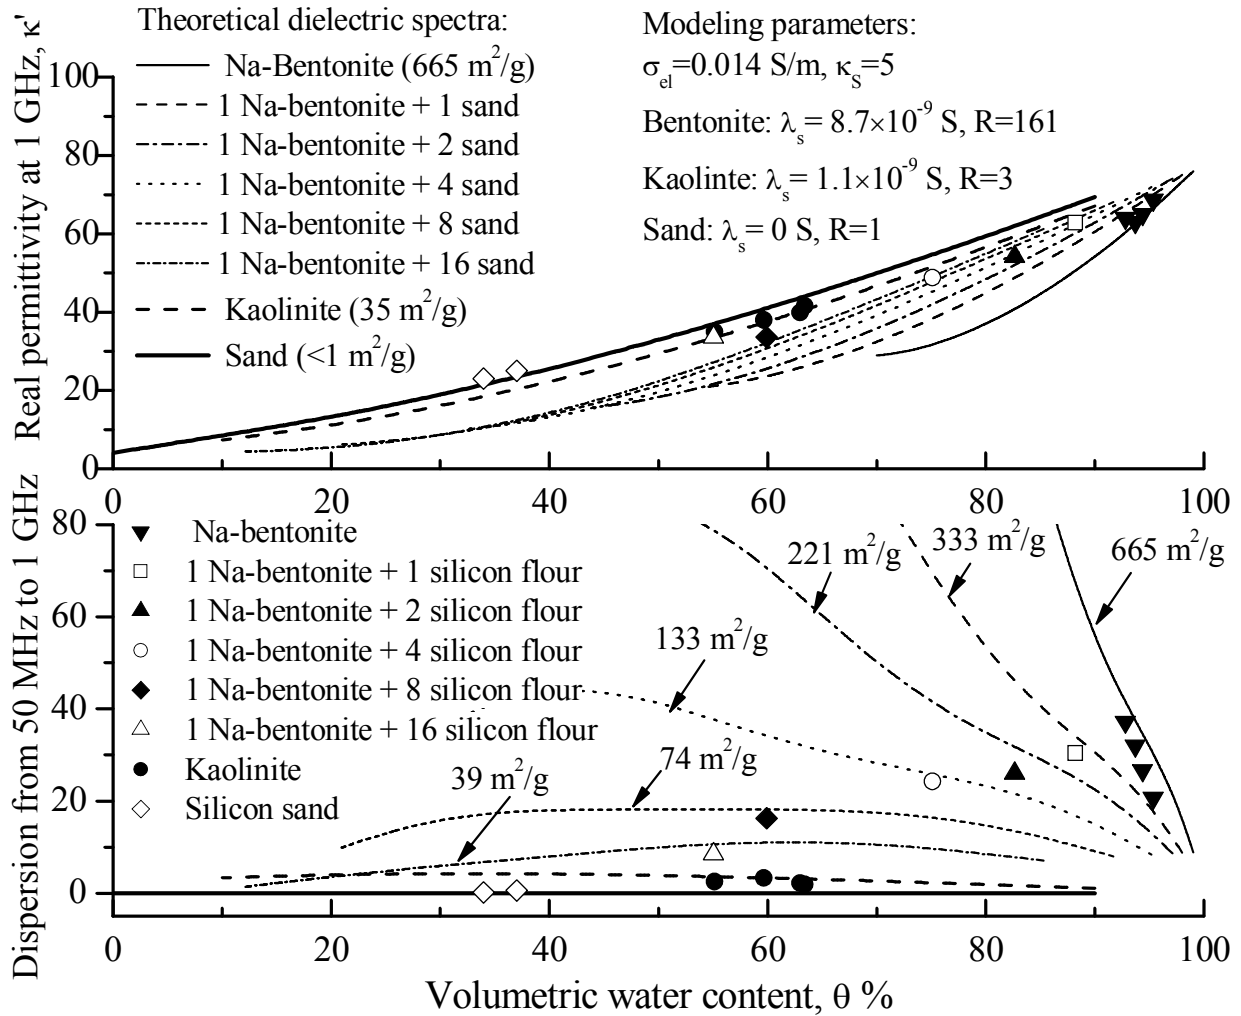 Theoretical dielectric spectra:
Na-Bentonite (665 m²/g)
1 Na-bentonite + 1 sand
1 Na-bentonite + 2 sand
1 Na-bentonite + 4 sand
1 Na-bentonite + 8 sand
1 Na-bentonite + 16 sand
Kaolinite (35 m²/g)
Sand (<1 m²/g)
Modeling parameters:
σel=0.014 S/m, κS=5
Bentonite: λs= 8.7×10⁻⁹ S, R=161
Kaolinte: λs= 1.1×10⁻⁹ S, R=3
Sand: λs= 0 S, R=1
Real permittivity at 1 GHz, κ'
100
80
60
40
20
0
0 20 40 60 80 100
Dispersion from 50 MHz to 1 GHz
80
60
40
20
0
Na-bentonite
1 Na-bentonite + 1 silicon flour
1 Na-bentonite + 2 silicon flour
1 Na-bentonite + 4 silicon flour
1 Na-bentonite + 8 silicon flour
1 Na-bentonite + 16 silicon flour
Kaolinite
Silicon sand
221 m²/g
333 m²/g
665 m²/g
133 m²/g
74 m²/g
39 m²/g
0 20 40 60 80 100
Volumetric water content, θ %